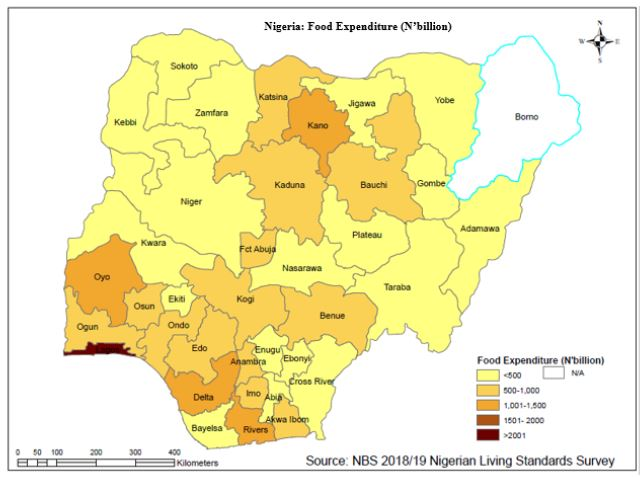 Nigeria: Food Expenditure (N'billion)
N
W E
S
Sokoto
Katsina
Jigawa
Yobe
Borno
Zamfara
Kebbi
Kano
Kaduna
Bauchi
Gombe
Niger
Adamawa
Plateau
Kwara
Fct Abuja
Nasarawa
Taraba
Oyo
Ekiti
Kogi
Osun
Benue
Ogun
Ondo
Edo
Enugu
Anambra
Ebonyi
Cross River
Delta
Imo
Abia
Akwa Ibom
Bayelsa
Rivers
Food Expenditure (N'billion)
<500
N/A
500-1,000
1,001-1,500
1501- 2000
>2001
0 50 100 200 300 400
Kilometers
Source: NBS 2018/19 Nigerian Living Standards Survey